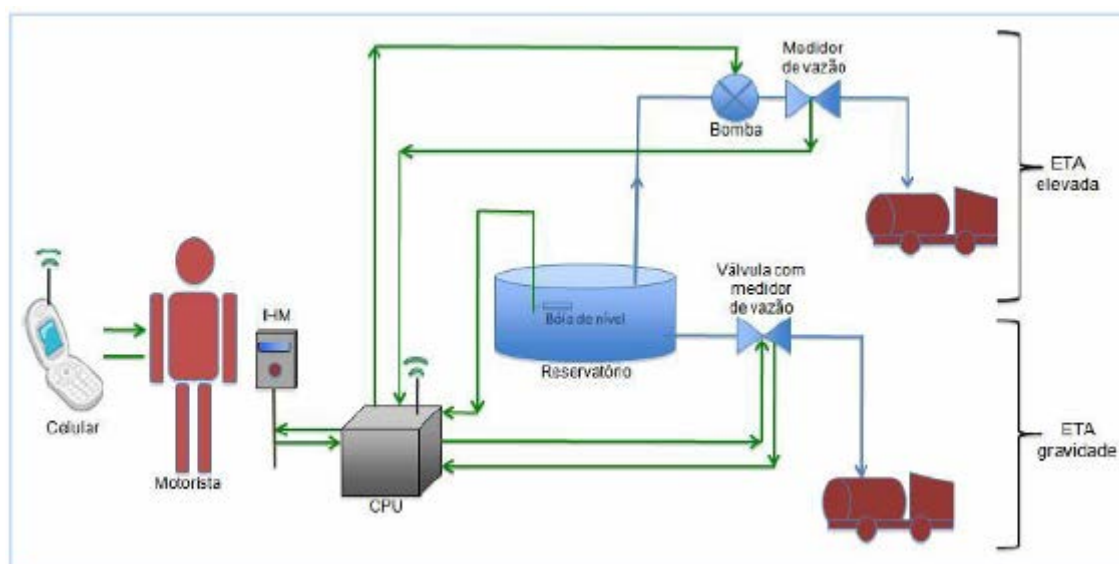 Medidor
de vazão
Bomba
ETA
elevada
Válvula com
medidor
de vazão
IHM
Bóia de nível
Reservatório
Celular
ETA
gravidade
Motorista
CPU